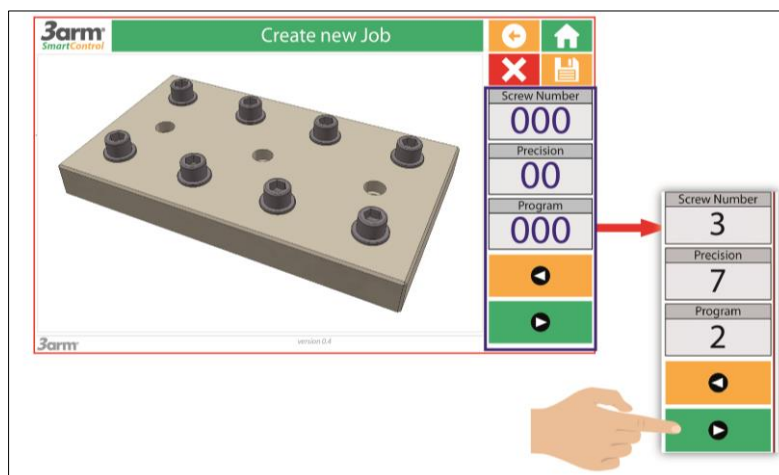 3arm
SmartControl
Create new Job
Screw Number
000
Precision
00
Program
000
3arm
version 0.4
Screw Number
3
Precision
7
Program
2